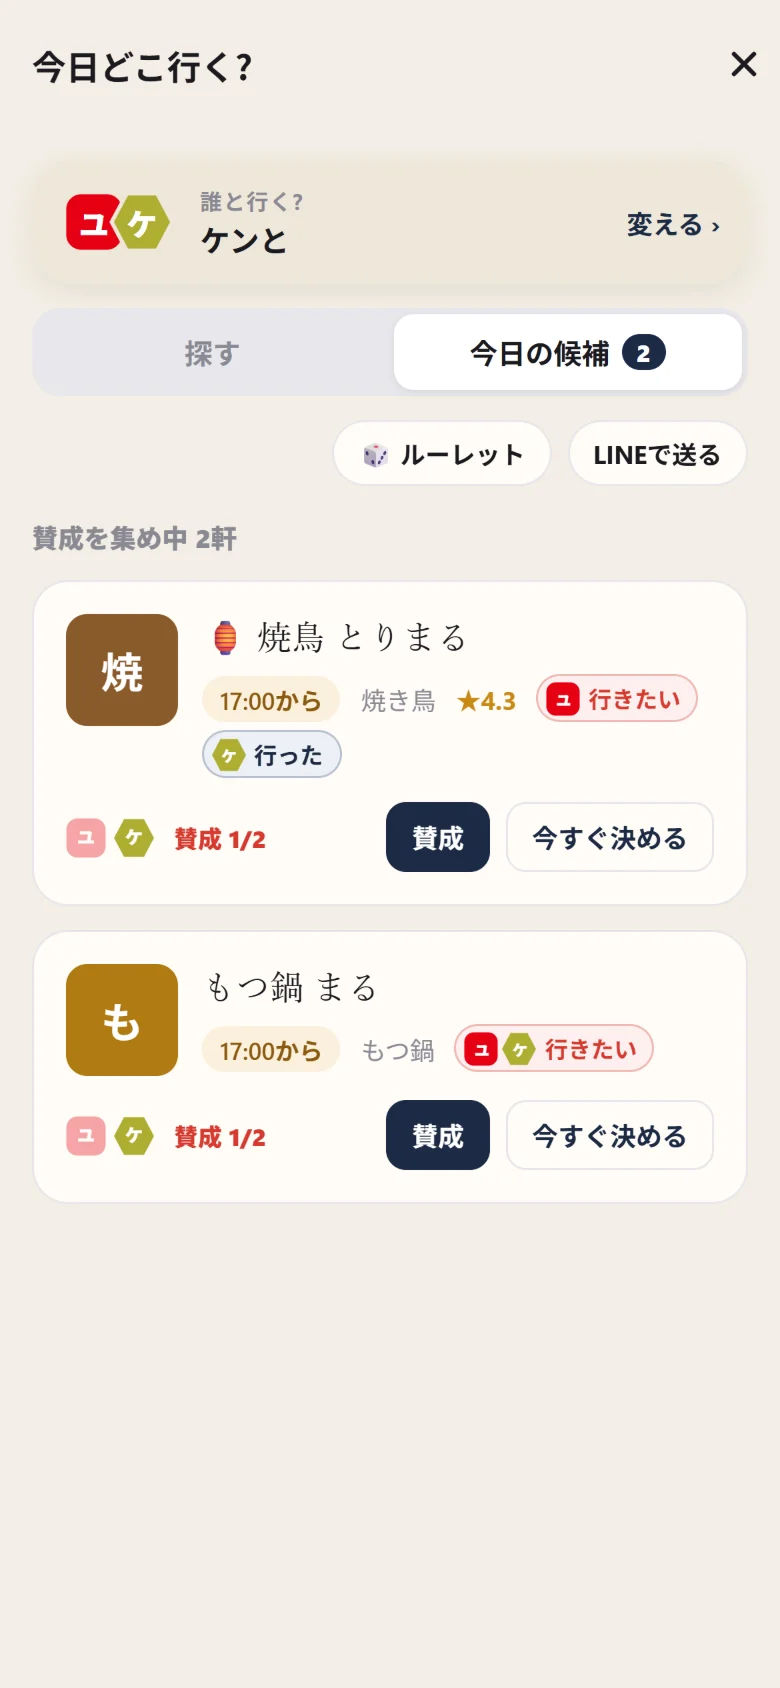 今日どこ行く?
ユ ケ 誰と行く?
ケンと
変える ›
探す 今日の候補 2
ルーレット LINEで送る
賛成を集め中 2軒
焼 焼鳥 とりまる
17:00から 焼き鳥 ★4.3 ユ 行きたい
ケ 行った
ユ ケ 賛成 1/2 賛成 今すぐ決める
も もつ鍋 まる
17:00から もつ鍋 ユ ケ 行きたい
ユ ケ 賛成 1/2 賛成 今すぐ決める